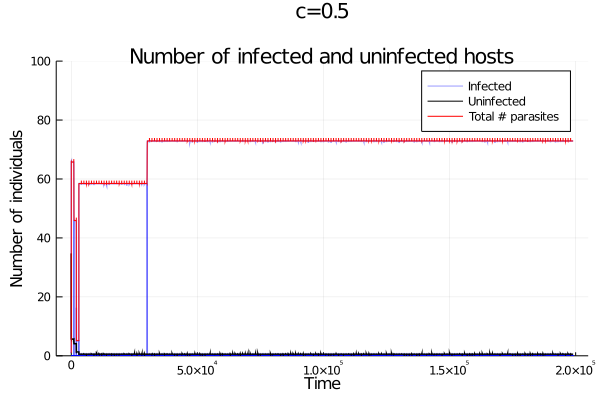 c=0.5
Number of infected and uninfected hosts
Infected
Uninfected
Total # parasites
Number of individuals
100
80
60
40
20
0
0 5.0×10⁴ 1.0×10⁵ 1.5×10⁵ 2.0×10⁵
Time